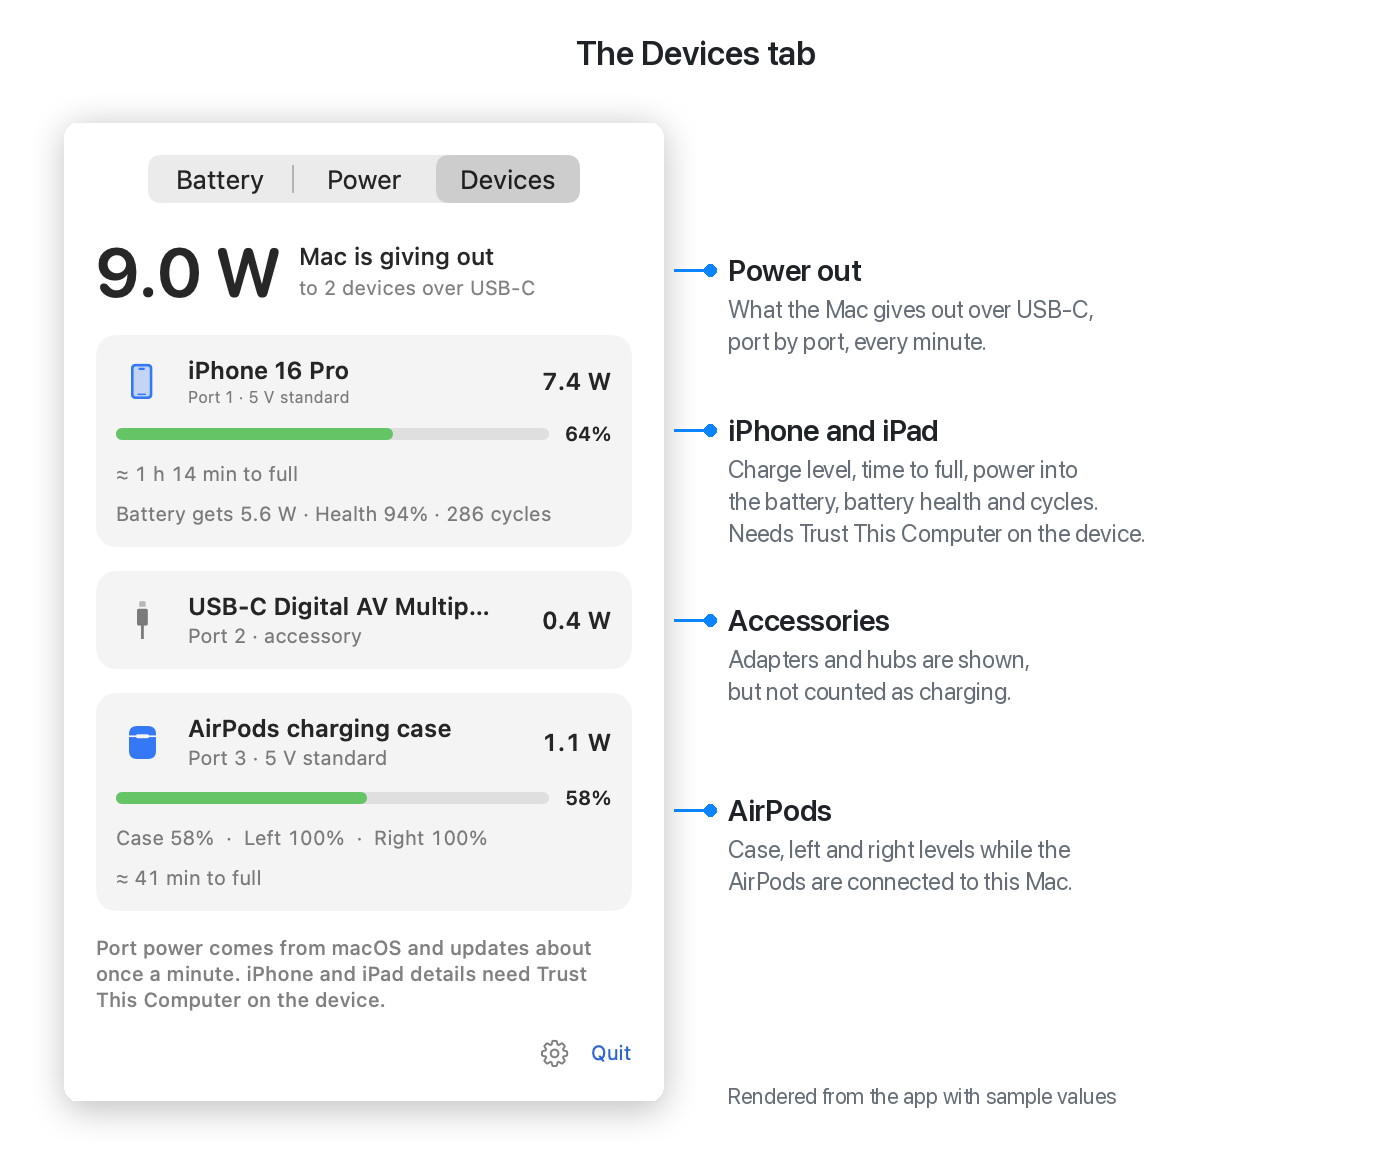 The Devices tab
Battery
Power
Devices
9.0 W
Mac is giving out
to 2 devices over USB-C
iPhone 16 Pro
Port 1 · 5 V standard
7.4 W
64%
≈ 1 h 14 min to full
Battery gets 5.6 W · Health 94% · 286 cycles
USB-C Digital AV Multip...
Port 2 · accessory
0.4 W
AirPods charging case
Port 3 · 5 V standard
1.1 W
58%
Case 58% · Left 100% · Right 100%
≈ 41 min to full
Port power comes from macOS and updates about
once a minute. iPhone and iPad details need Trust
This Computer on the device.
Quit
Power out
What the Mac gives out over USB-C,
port by port, every minute.
iPhone and iPad
Charge level, time to full, power into
the battery, battery health and cycles.
Needs Trust This Computer on the device.
Accessories
Adapters and hubs are shown,
but not counted as charging.
AirPods
Case, left and right levels while the
AirPods are connected to this Mac.
Rendered from the app with sample values